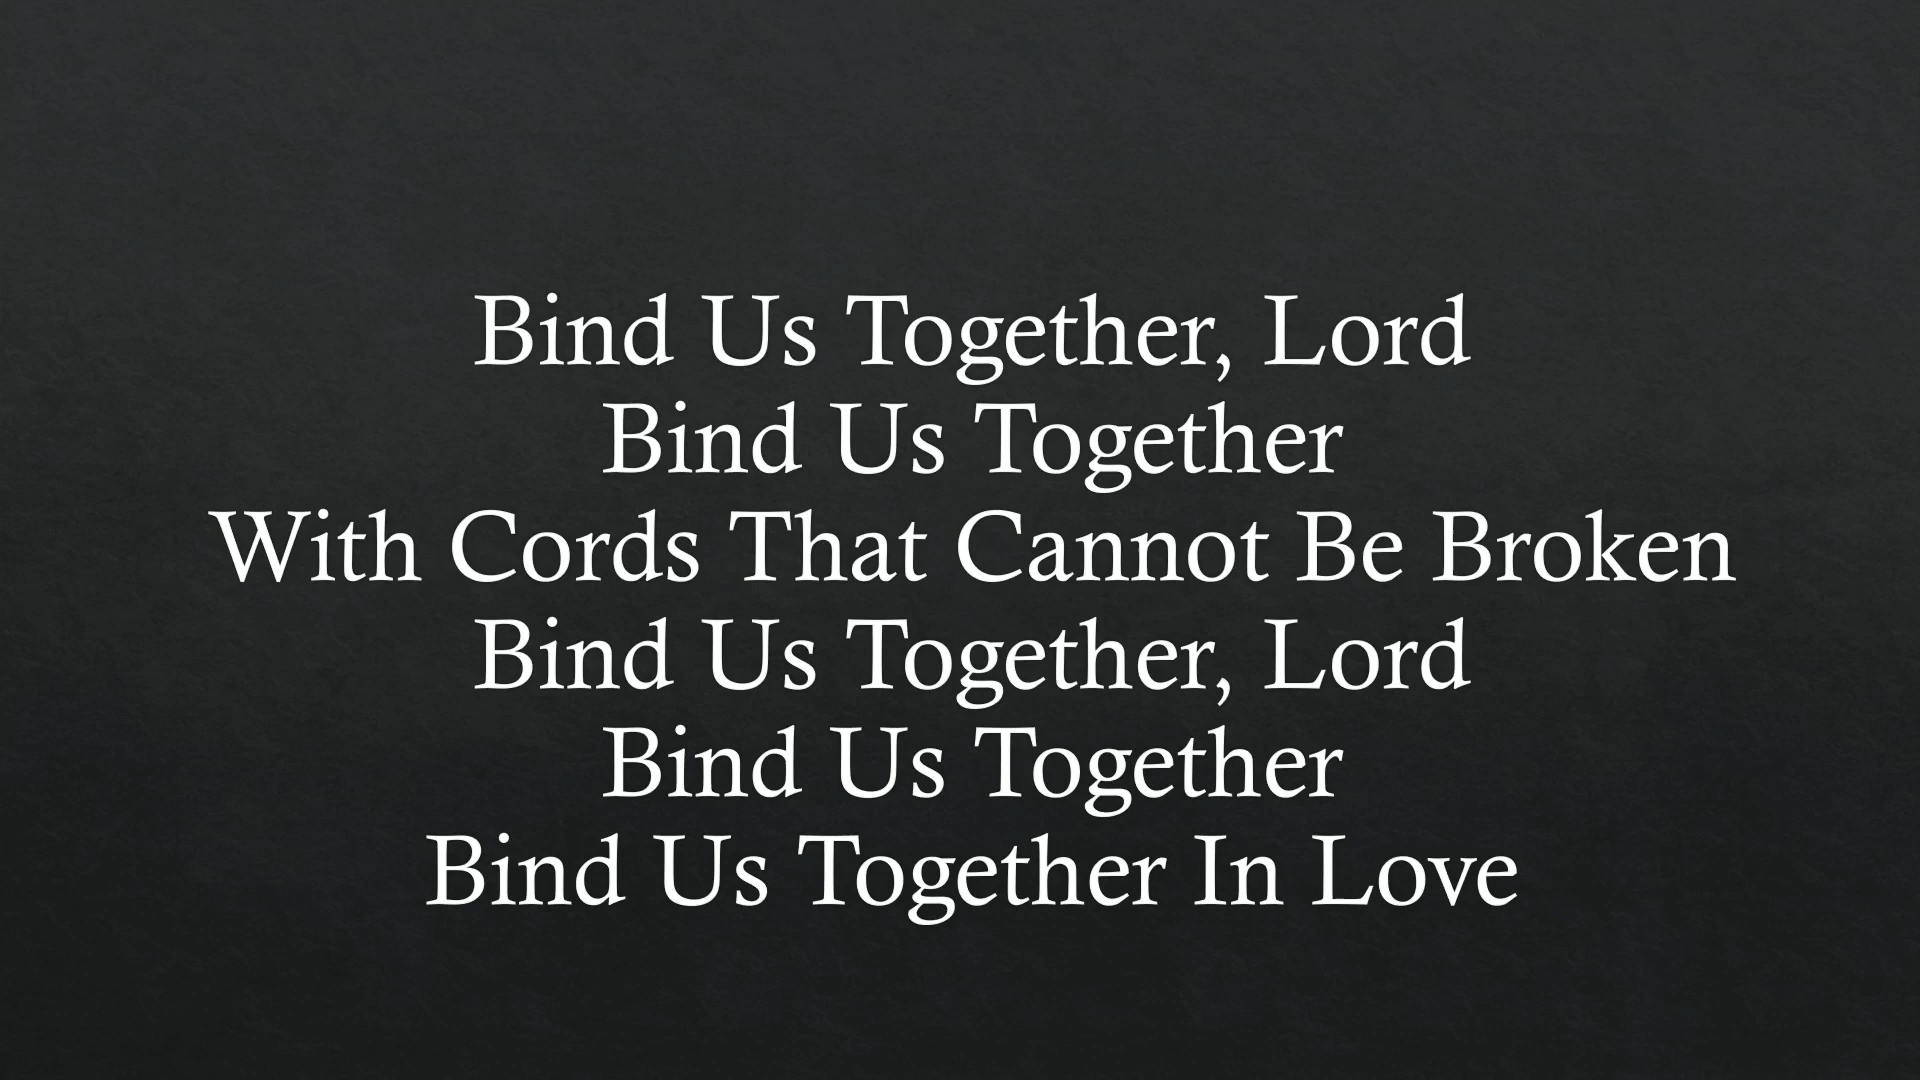 Bind Us Together, Lord
Bind Us Together
With Cords That Cannot Be Broken
Bind Us Together, Lord
Bind Us Together
Bind Us Together In Love